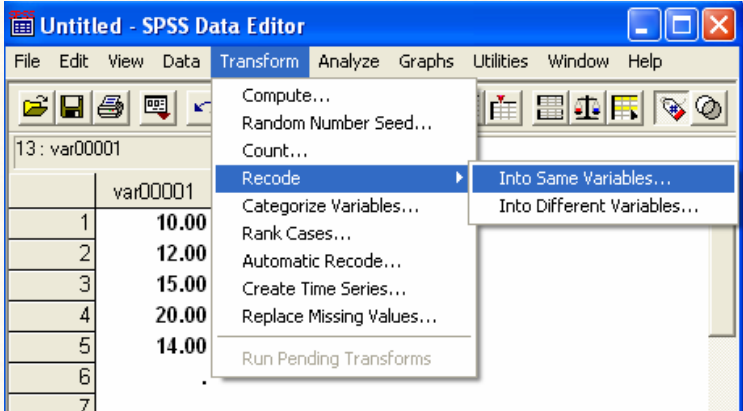 Untitled - SPSS Data Editor
File Edit View Data Transform Analyze Graphs Utilities Window Help
13 : var00001
Compute...
Random Number Seed...
Count...
Recode
Into Same Variables...
Into Different Variables...
Categorize Variables...
Rank Cases...
Automatic Recode...
Create Time Series...
Replace Missing Values...
Run Pending Transforms
var00001
1 10.00
2 12.00
3 15.00
4 20.00
5 14.00
6 .
7